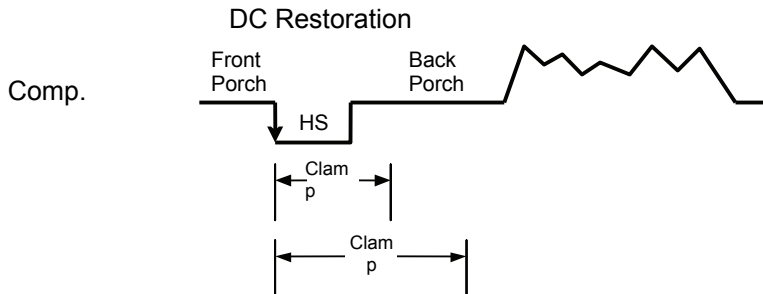 DC Restoration
Front
Porch
Back
Porch
Comp.
HS
Clam
p
Clam
p